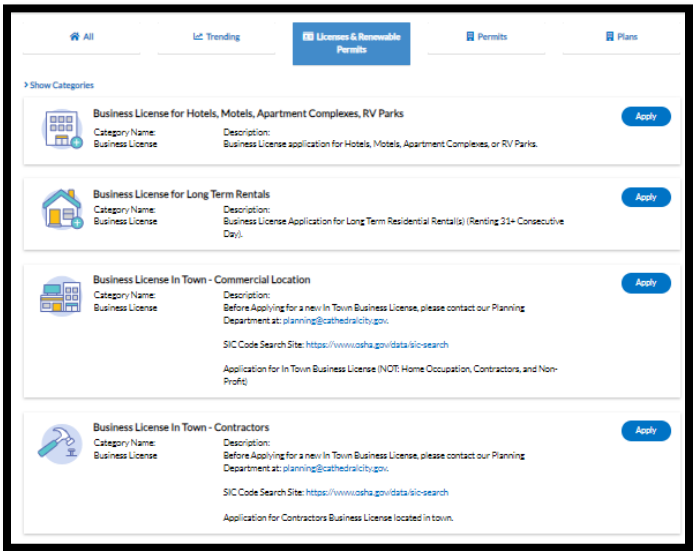 All
Trending
Licenses & Renewable
Permits
Permits
Plans
Show Categories
Business License for Hotels, Motels, Apartment Complexes, RV Parks
Apply
Category Name:
Business License
Description:
Business License application for Hotels, Motels, Apartment Complexes, or RV Parks.
Business License for Long Term Rentals
Apply
Category Name:
Business License
Description:
Business License Application for Long Term Residential Rental(s) (Renting 31+ Consecutive
Day).
Business License In Town - Commercial Location
Apply
Category Name:
Business License
Description:
Before Applying for a new In Town Business License, please contact our Planning
Department at: planning@cathedralcity.gov.
SIC Code Search Site: https://www.osha.gov/data/sic-search
Application for In Town Business License (NOT: Home Occupation, Contractors, and Non-
Profit)
Business License In Town - Contractors
Apply
Category Name:
Business License
Description:
Before Applying for a new In Town Business License, please contact our Planning
Department at: planning@cathedralcity.gov.
SIC Code Search Site: https://www.osha.gov/data/sic-search
Application for Contractors Business License located in town.